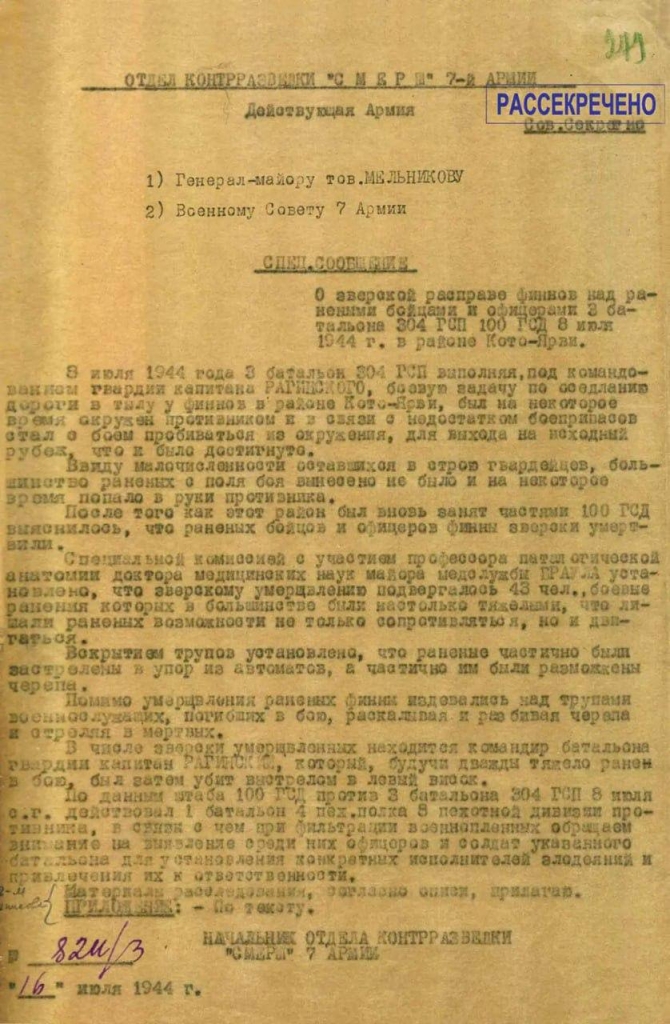 249
ОТДЕЛ КОНТРРАЗВЕДКИ "С М Е Р Ш" 7-й АРМИИ
РАССЕКРЕЧЕНО
Действующая Армия
Сов.Секретно
1) Генерал-майору тов.МЕЛЬНИКОВУ
2) Военному Совету 7 Армии
СПЕЦ.СООБЩЕНИЕ
О зверской расправе финнов над ра-
ненными бойцами и офицерами 3 ба-
тальона 304 ГСП 100 ГСД 8 июля
1944 г. в районе Кото-Ярви.
8 июля 1944 года 3 батальон 304 ГСП выполняя,под командо-
ванием гвардии капитана РАГИНСКОГО, боевую задачу по оседланию
дороги в тылу у финнов в районе Кото-Ярви, был на некоторое
время окружен противником и в связи с недостатком боеприпасов
стал с боем пробиваться из окружения, для выхода на исходный
рубеж, что и было достигнуто.
Ввиду малочисленности оставшихся в строю гвардейцев, боль-
шинство раненых с поля боя вынесено не было и на некоторое
время попало в руки противника.
После того как этот район был вновь занят частями 100 ГСД
выяснилось, что раненых бойцов и офицеров финны зверски умерт-
вили.
Специальной комиссией с участием профессора патологической
анатомии доктора медицинских наук майора медслужбы уста-
новлено, что зверскому умерщвлению подвергалось 43 чел.,боевые
ранения которых в большинстве были настолько тяжелыми, что ли-
шали раненых возможности не только сопротивляться, но и дви-
гаться.
Вскрытием трупов установлено, что раненые частично были
застрелены в упор из автоматов, а частично им были размозжены
черепа.
Помимо умерщвления раненых финны издевались над трупами
военнослужащих, погибших в бою, раскалывая и разбивая черепа
и стреляя в мертвых.
В числе зверски умерщвленных находится командир батальона
гвардии капитан РАГИНСКИЙ, который, будучи дважды тяжело ранен
в бою, был затем убит выстрелом в левый висок.
По данным штаба 100 ГСД против 3 батальона 304 ГСП 8 июля
с.г. действовал 1 батальон 4 пех.полка 8 пехотной дивизии про-
тивника, в связи с чем при фильтрации военнопленных обращаем
внимание на выявление среди них офицеров и солдат указанного
батальона для установления конкретных исполнителей злодеяний и
привлечения их к ответственности.
Материалы расследования, согласно описи, прилагаю.
ПРИЛОЖЕНИЕ: - По тексту.
НАЧАЛЬНИК ОТДЕЛА КОНТРРАЗВЕДКИ
"СМЕРШ" 7 АРМИИ
"16" июля 1944 г.